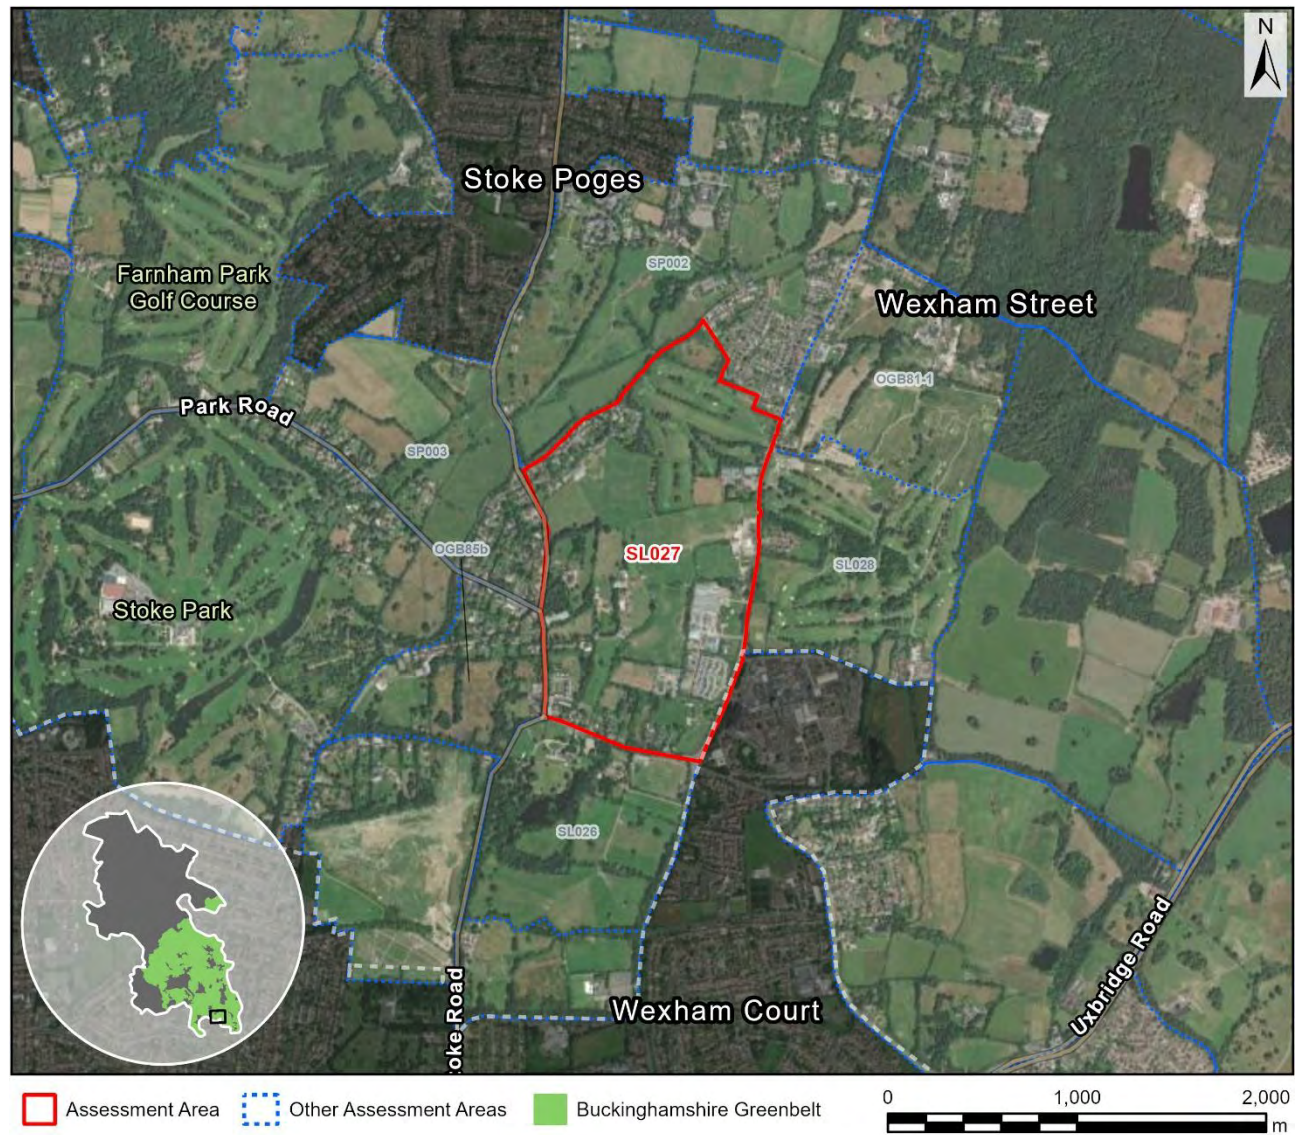 N
Stoke Poges
SP002
Farnham Park
Golf Course
Wexham Street
OGB81-1
Park Road
SP003
OGB85b
SL027
SL028
Stoke Park
SL026
Uxbridge Road
oke Road
Wexham Court
Assessment Area
Other Assessment Areas
Buckinghamshire Greenbelt
0 1,000 2,000
m